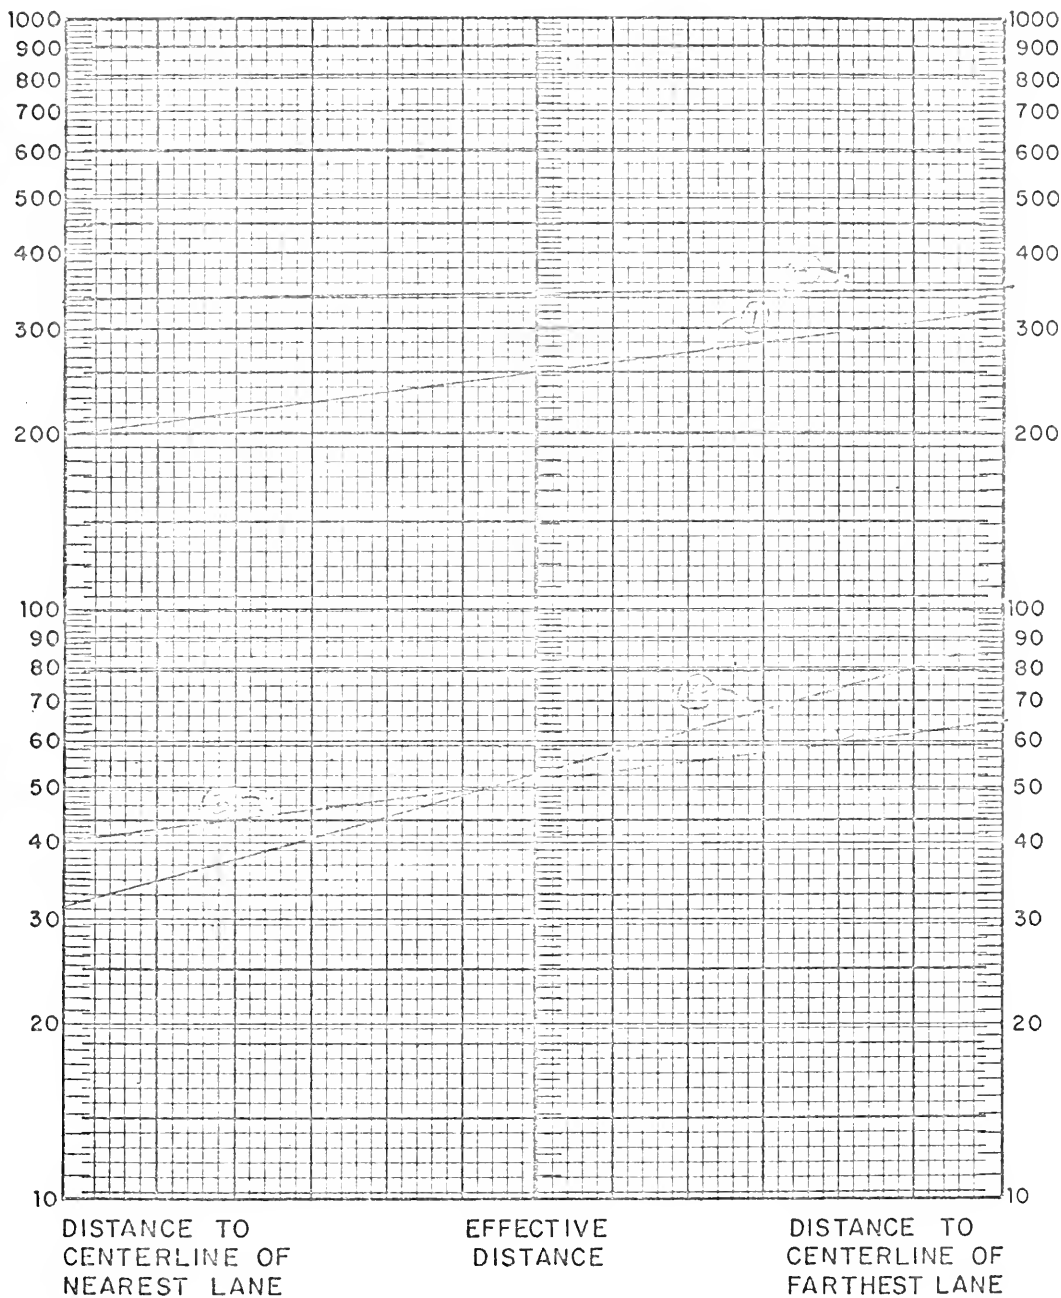 1000 1000
900 900
800 800
700 700
600 600
500 500
400 400
300 300
200 200
100 100
90 90
80 80
70 70
60 60
50 50
40 40
30 30
20 20
10 10
DISTANCE TO
CENTERLINE OF
NEAREST LANE
EFFECTIVE
DISTANCE
DISTANCE TO
CENTERLINE OF
FARTHEST LANE